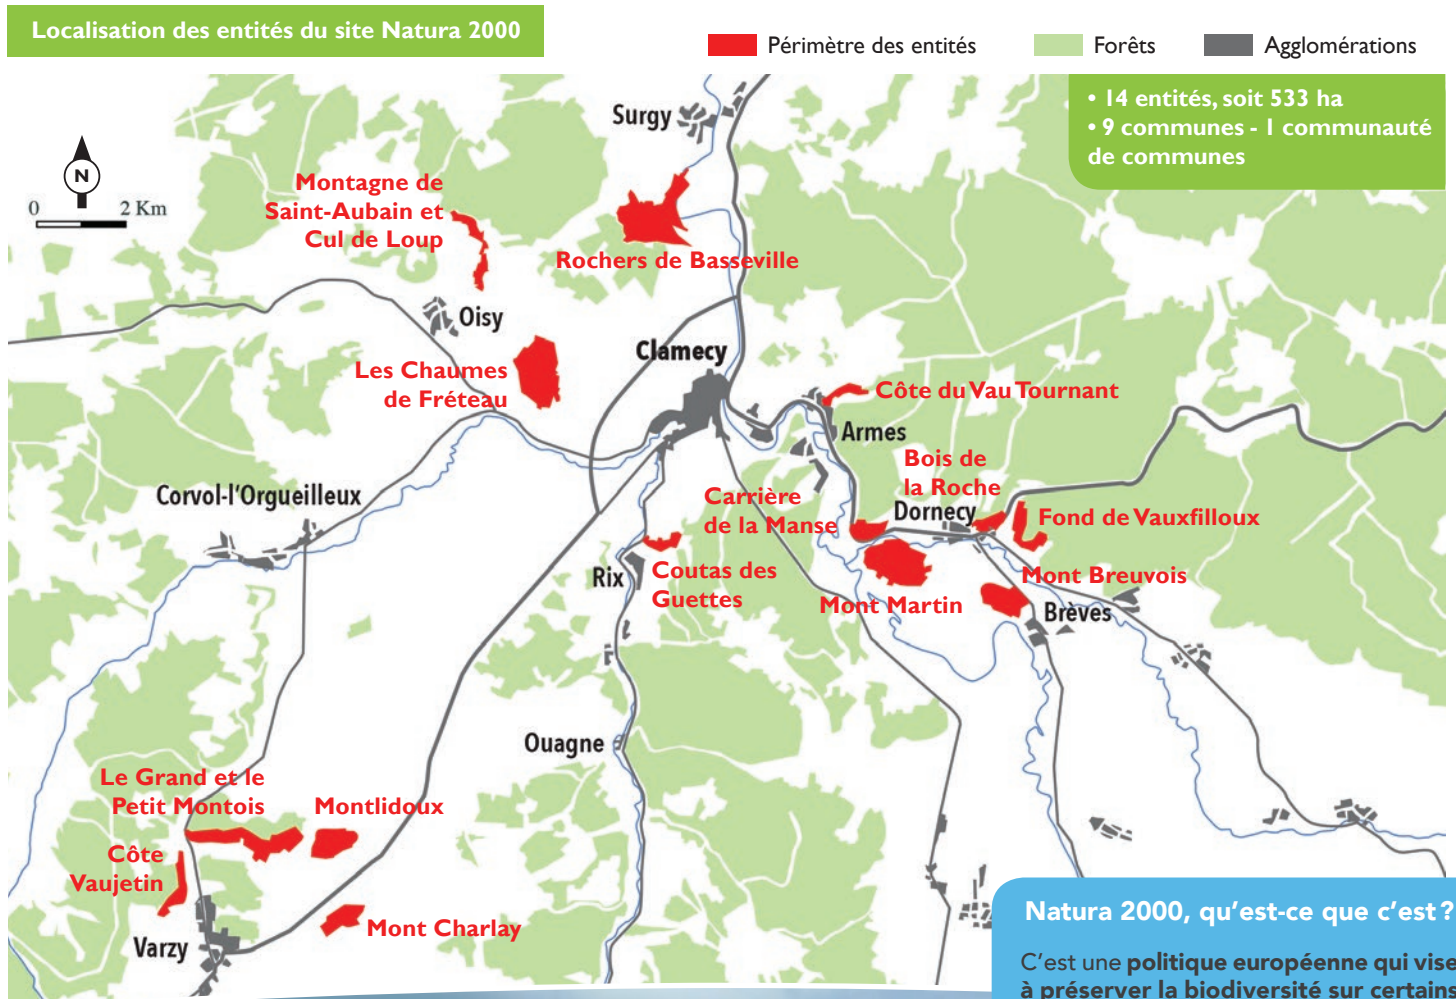 Localisation des entités du site Natura 2000
Périmètre des entités
Forêts
Agglomérations
• 14 entités, soit 533 ha
• 9 communes - 1 communauté
de communes
N
0 2 Km
Surgy
Montagne de
Saint-Aubain et
Cul de Loup
Rochers de Basseville
Oisy
Clamecy
Les Chaumes
de Fréteau
Côte du Vau Tournant
Armes
Bois de
la Roche
Corvol-l'Orgueilleux
Carrière
de la Manse
Dornecy
Fond de Vauxfilloux
Rix
Coutas des
Guettes
Mont Martin
Mont Breuvois
Brèves
Ouagne
Le Grand et le
Petit Montois
Montlidoux
Côte
Vaujetin
Mont Charlay
Varzy
Natura 2000, qu'est-ce que c'est ?
C'est une politique européenne qui vise
à préserver la biodiversité sur certains